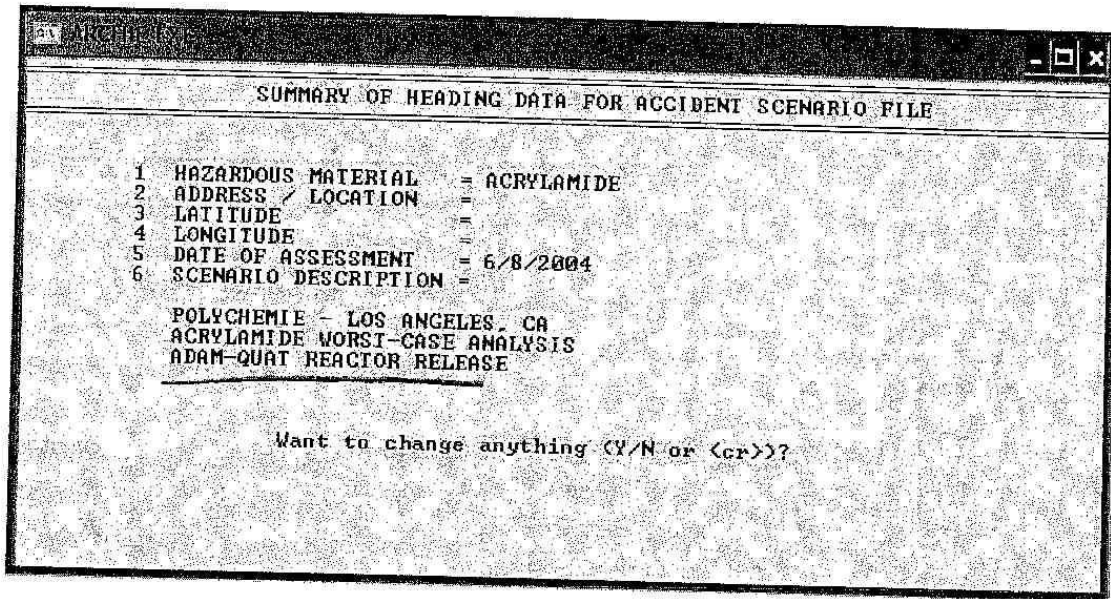 SUMMARY OF HEADING DATA FOR ACCIDENT SCENARIO FILE
1 HAZARDOUS MATERIAL = ACRYLAMIDE
2 ADDRESS / LOCATION =
3 LATITUDE =
4 LONGITUDE =
5 DATE OF ASSESSMENT = 6/8/2004
6 SCENARIO DESCRIPTION =
POLYCHEMIE - LOS ANGELES, CA
ACRYLAMIDE WORST-CASE ANALYSIS
ADAM-QUAT REACTOR RELEASE
Want to change anything (Y/N or <cr>)?